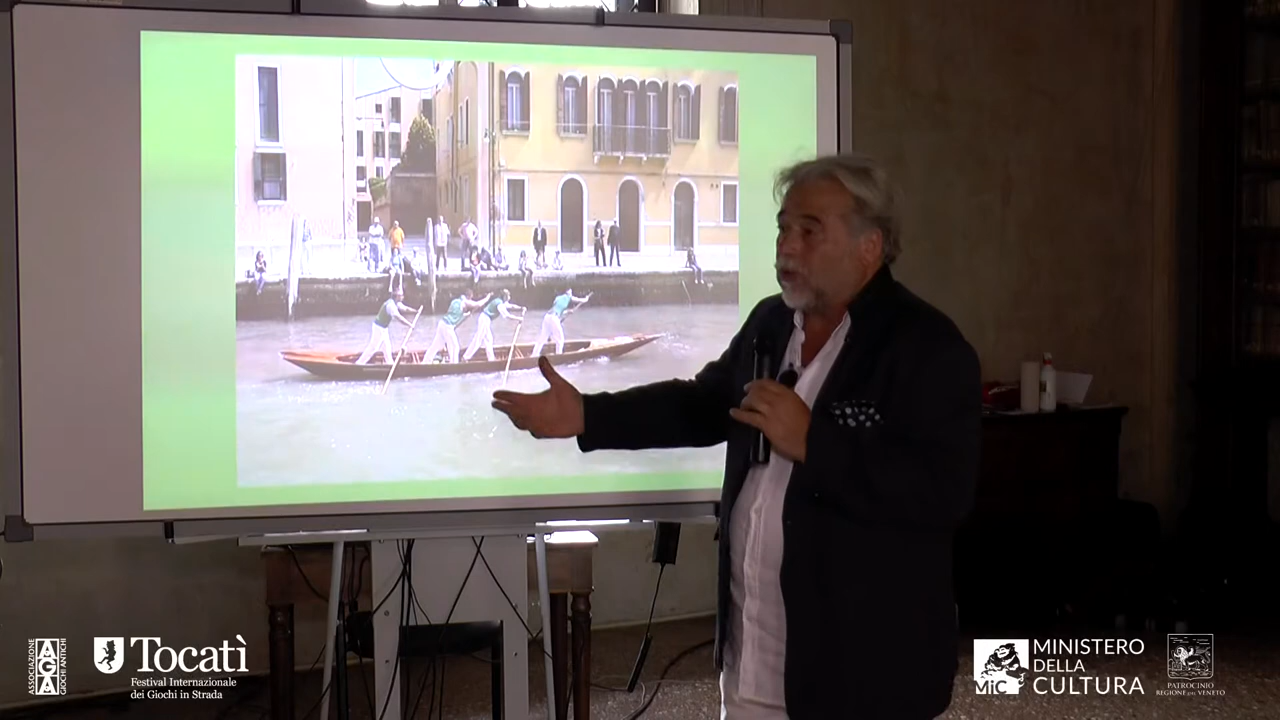 ASSOCIAZIONE
AGA
GIOCHI ANTICHI
Tocatì
Festival Internazionale
dei Giochi in Strada
MiC
MINISTERO
DELLA
CULTURA
PATROCINIO
REGIONE DEL VENETO